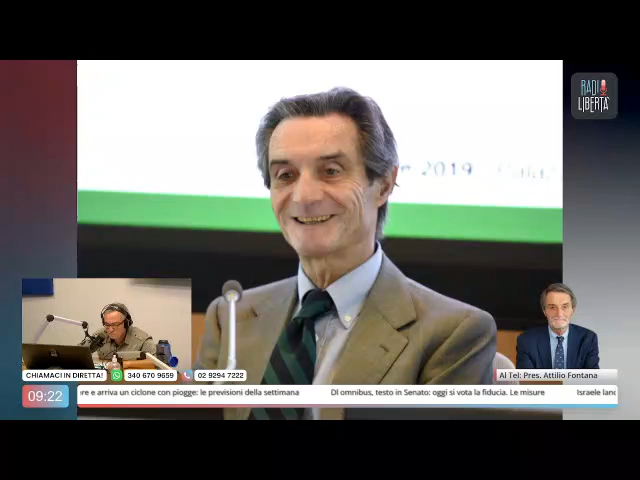 RADIO
LIBERTÀ
2019
CHIAMACI IN DIRETTA!
340 670 9659
02 9294 7222
Al Tel: Pres. Attilio Fontana
09:22
re e arriva un ciclone con piogge: le previsioni della settimana
Dl omnibus, testo in Senato: oggi si vota la fiducia. Le misure
Israele lanc